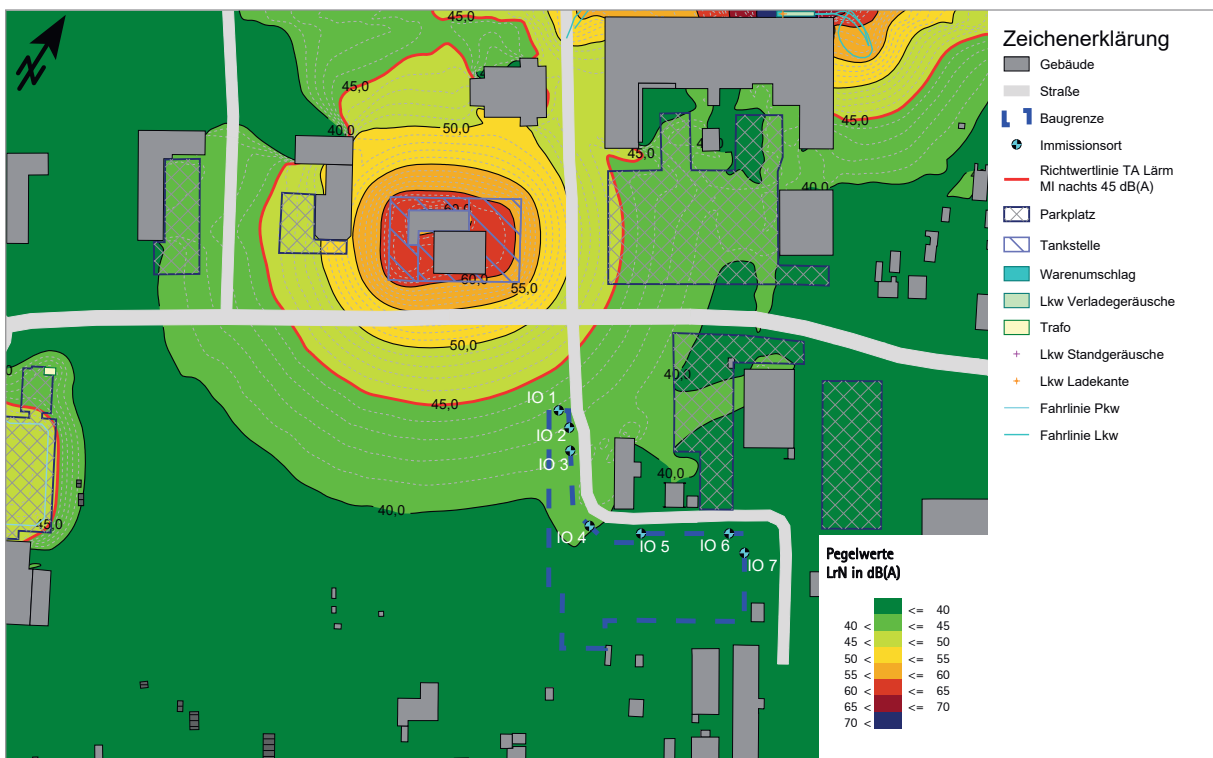 45,0
45,0
40,0
50,0
60,0
60,0
55,0
50,0
45,0
40,0
45,0
45,0
40,0
40,0
40,0
45,0
IO 1
IO 2
IO 3
IO 4
IO 5
IO 6
IO 7
Zeichenerklärung
Gebäude
Straße
Baugrenze
Immissionsort
Richtwertlinie TA Lärm
MI nachts 45 dB(A)
Parkplatz
Tankstelle
Warenumschlag
Lkw Verladegeräusche
Trafo
Lkw Standgeräusche
Lkw Ladekante
Fahrlinie Pkw
Fahrlinie Lkw
Pegelwerte
LrN in dB(A)
<= 40
40 < <= 45
45 < <= 50
50 < <= 55
55 < <= 60
60 < <= 65
65 < <= 70
70 <